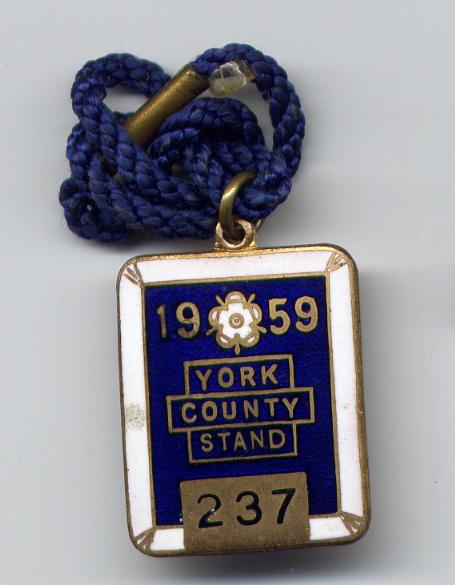 19 59
YORK
COUNTY
STAND
237